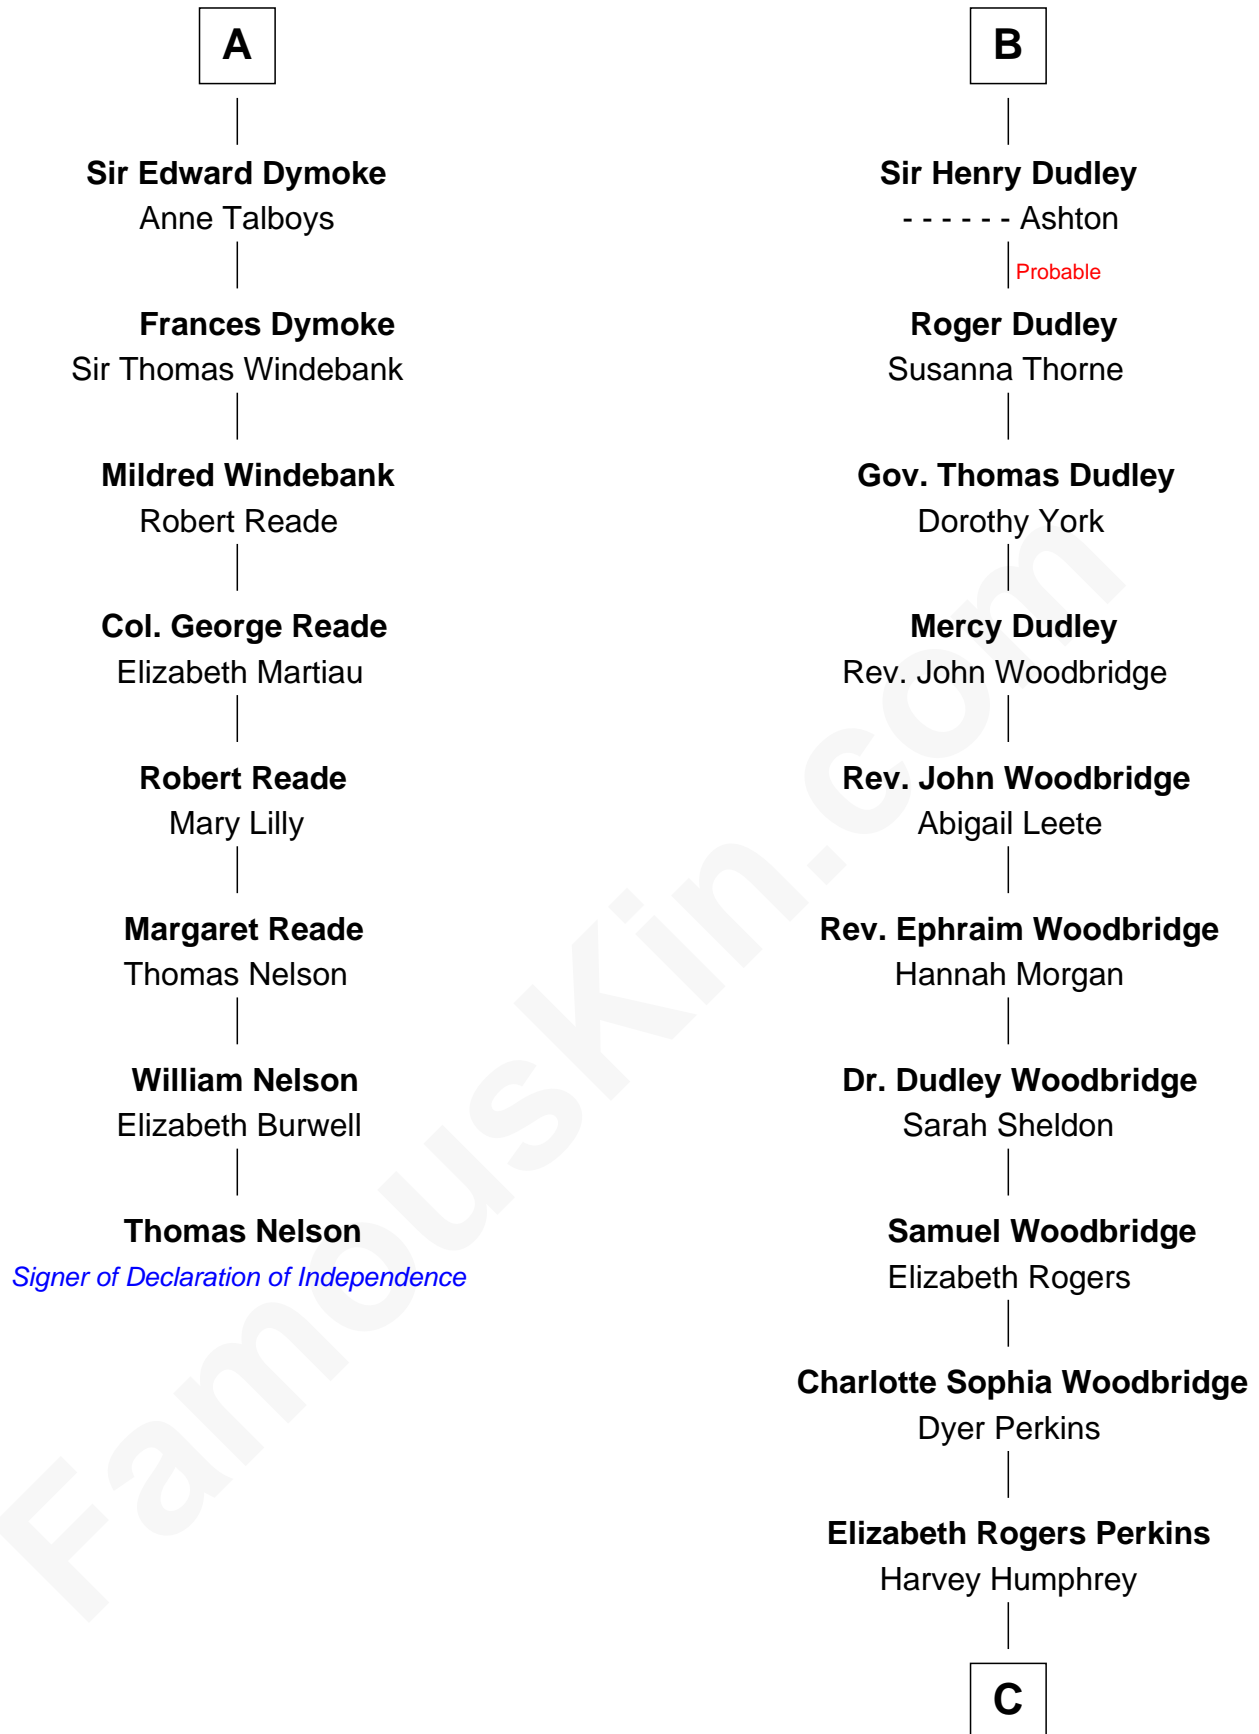 A
Sir Edward Dymoke
Anne Talboys
Frances Dymoke
Sir Thomas Windebank
Mildred Windebank
Robert Reade
Col. George Reade
Elizabeth Martiau
Robert Reade
Mary Lilly
Margaret Reade
Thomas Nelson
William Nelson
Elizabeth Burwell
Thomas Nelson
Signer of Declaration of Independence
B
Sir Henry Dudley
- - - - - - Ashton
Probable
Roger Dudley
Susanna Thorne
Gov. Thomas Dudley
Dorothy York
Mercy Dudley
Rev. John Woodbridge
Rev. John Woodbridge
Abigail Leete
Rev. Ephraim Woodbridge
Hannah Morgan
Dr. Dudley Woodbridge
Sarah Sheldon
Samuel Woodbridge
Elizabeth Rogers
Charlotte Sophia Woodbridge
Dyer Perkins
Elizabeth Rogers Perkins
Harvey Humphrey
C
FamousKin.com